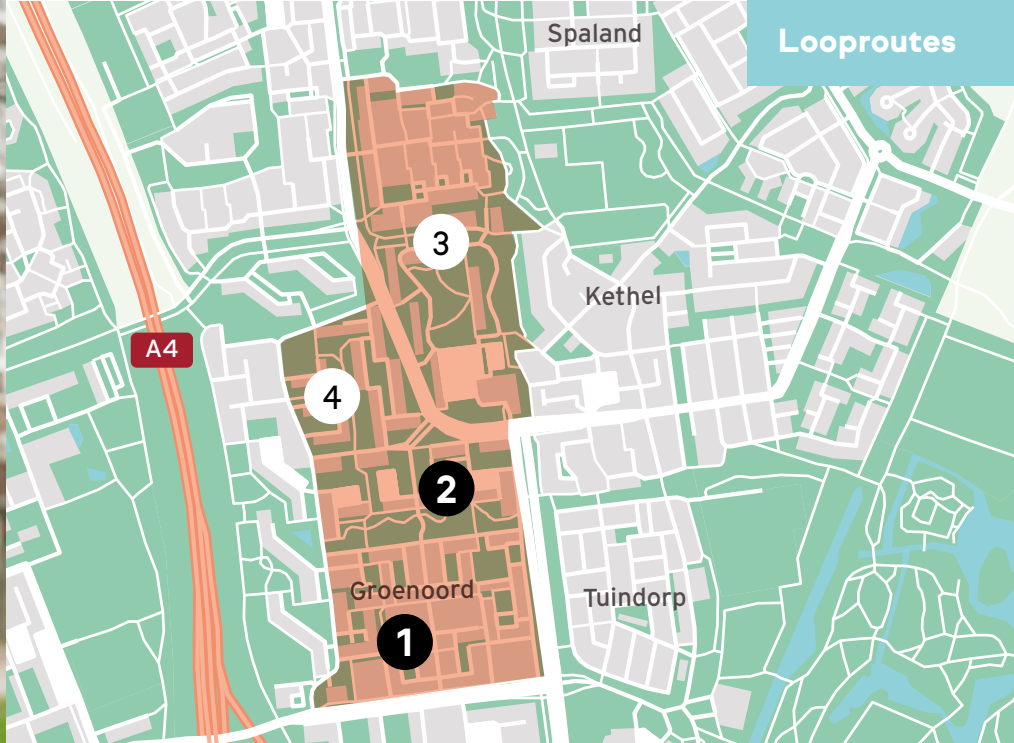 Spaland
Looproutes
3
Kethel
A4
4
2
Groenoord
Tuindorp
1